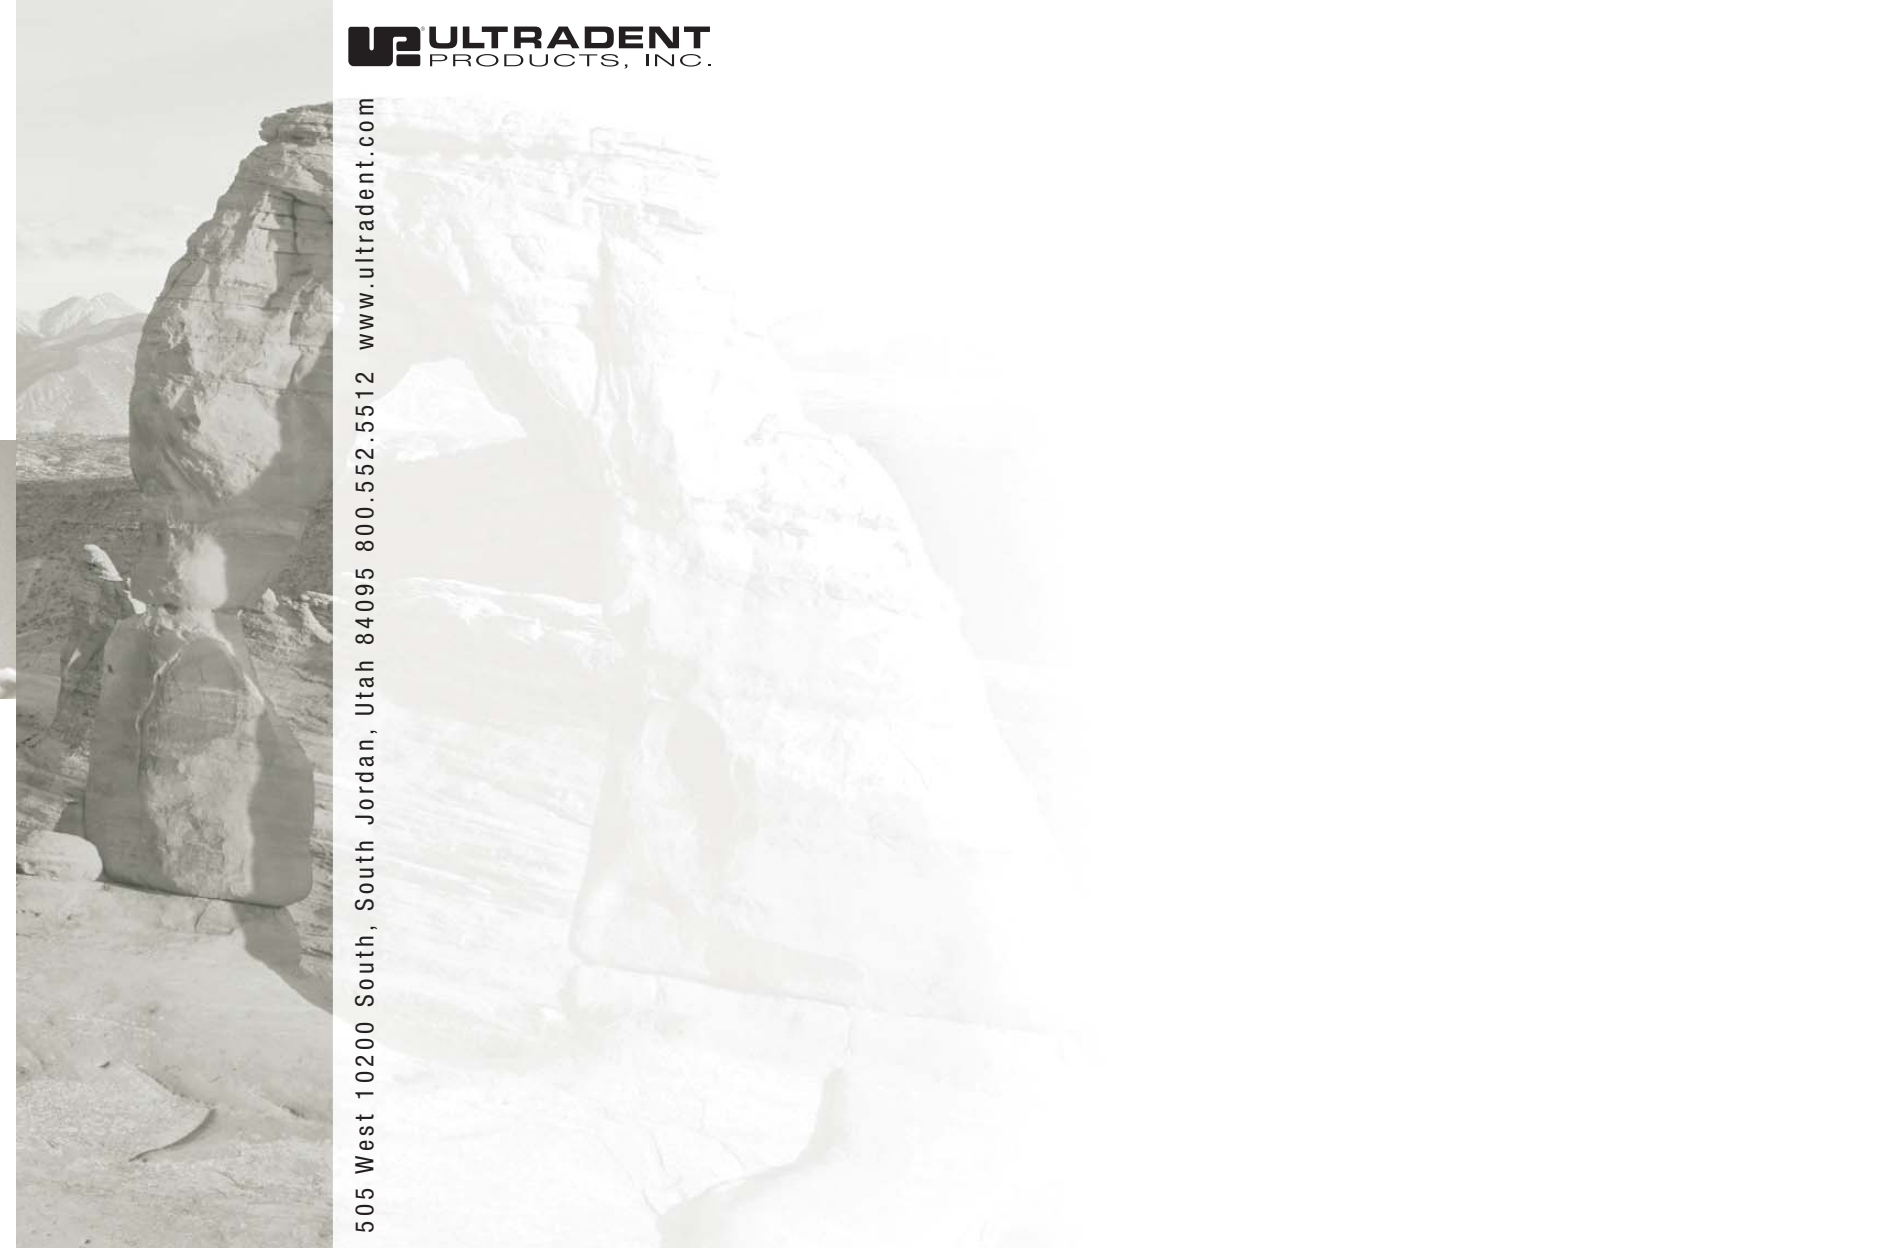 ULTRADENT
PRODUCTS, INC.
505 West 10200 South, South Jordan, Utah 84095 800.552.5512 www.ultradent.com